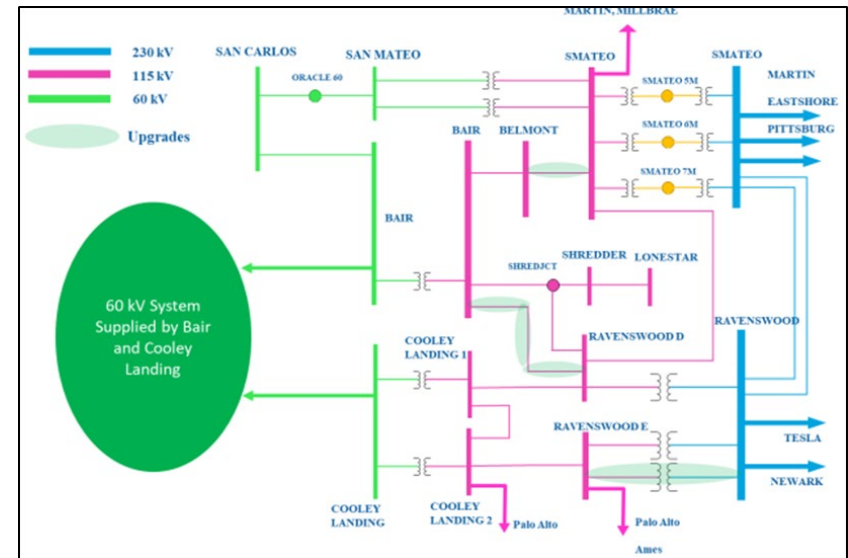 MARTIN, MILLBRAE
230 kV
115 kV
60 kV
Upgrades
SAN CARLOS
ORACLE 60
SAN MATEO
SMATEO
SMATEO 5M
SMATEO 6M
SMATEO 7M
SMATEO
MARTIN
EASTSHORE
PITTSBURG
BAIR
BELMONT
BAIR
SHREDJCT
SHREDDER
LONESTAR
60 kV System
Supplied by Bair
and Cooley
Landing
COOLEY
LANDING 1
RAVENSWOOD D
RAVENSWOOD
RAVENSWOOD E
TESLA
NEWARK
COOLEY
LANDING
COOLEY
LANDING 2
Palo Alto
Palo Alto
Ames